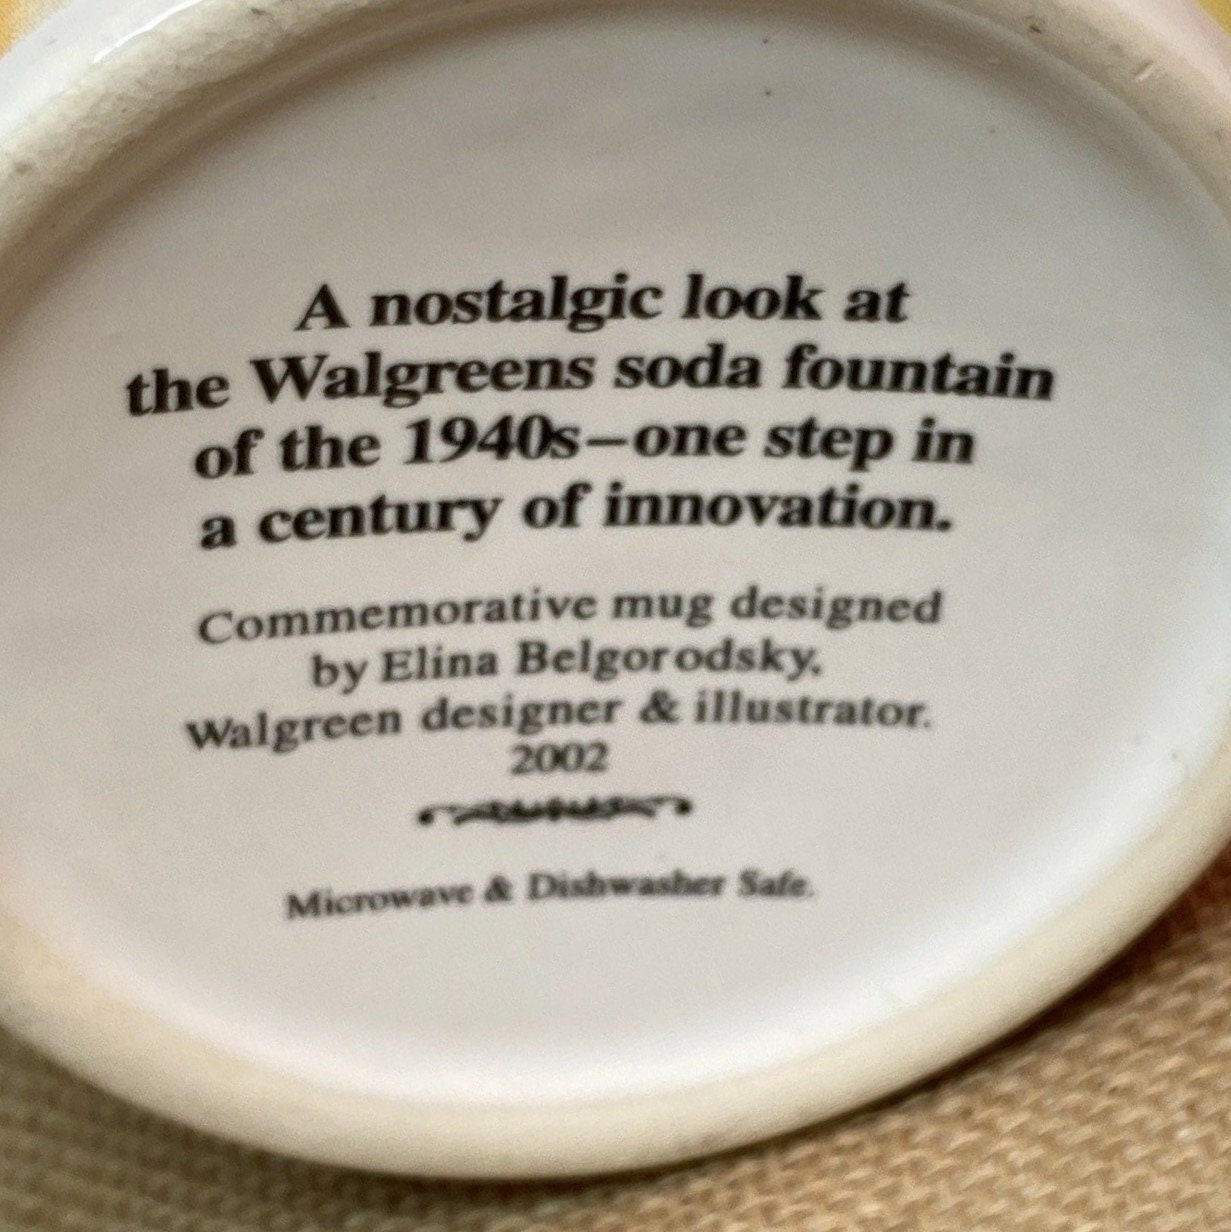 A nostalgic look at
the Walgreens soda fountain
of the 1940s—one step in
a century of innovation.
Commemorative mug designed
by Elina Belgorodsky,
Walgreen designer & illustrator.
2002
Microwave & Dishwasher Safe.